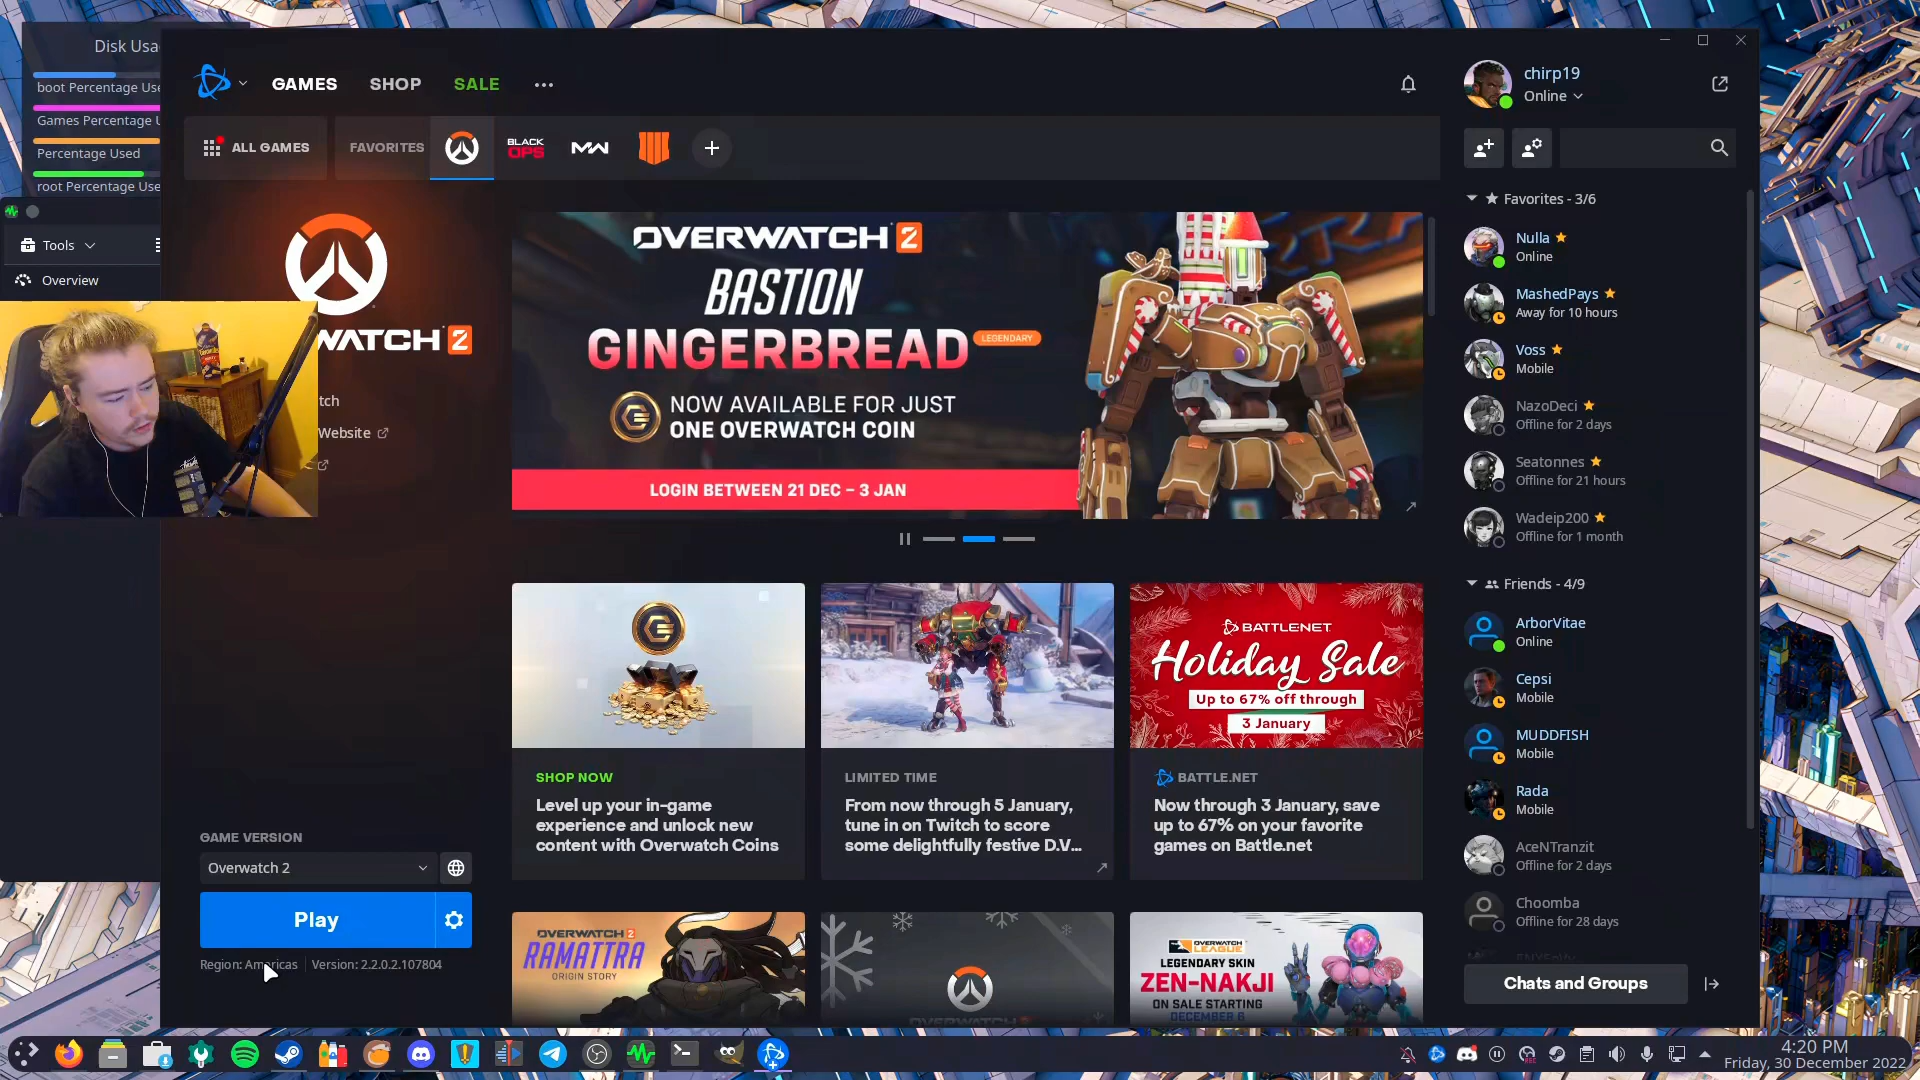 Disk Usa
boot Percentage Use
Games Percentage U
Percentage Used
root Percentage Use
Tools
Overview
GAMES
SHOP
SALE
ALL GAMES
FAVORITES
BLACK OPS
MW
chirp19
Online
WATCH 2
tch
Website
OVERWATCH 2
BASTION
GINGERBREAD
LEGENDARY
NOW AVAILABLE FOR JUST
ONE OVERWATCH COIN
LOGIN BETWEEN 21 DEC – 3 JAN
SHOP NOW
Level up your in-game
experience and unlock new
content with Overwatch Coins
LIMITED TIME
From now through 5 January,
tune in on Twitch to score
some delightfully festive D.V...
BATTLE.NET
Holiday Sale
Up to 67% off through
3 January
BATTLE.NET
Now through 3 January, save
up to 67% on your favorite
games on Battle.net
OVERWATCH 2
RAMATTRA
ORIGIN STORY
OVERWATCH 2
OVERWATCH
LEAGUE
LEGENDARY SKIN
ZEN-NAKJI
ON SALE STARTING
DECEMBER 6
GAME VERSION
Overwatch 2
Play
Region: Americas
Version: 2.2.0.2.107804
Favorites - 3/6
Nulla
Online
MashedPays
Away for 10 hours
Voss
Mobile
NazoDeci
Offline for 2 days
Seatonnes
Offline for 21 hours
Wadeip200
Offline for 1 month
Friends - 4/9
ArborVitae
Online
Cepsi
Mobile
MUDDFISH
Mobile
Rada
Mobile
AceNTranzit
Offline for 2 days
Choomba
Offline for 28 days
Chats and Groups
4:20 PM
Friday, 30 December 2022